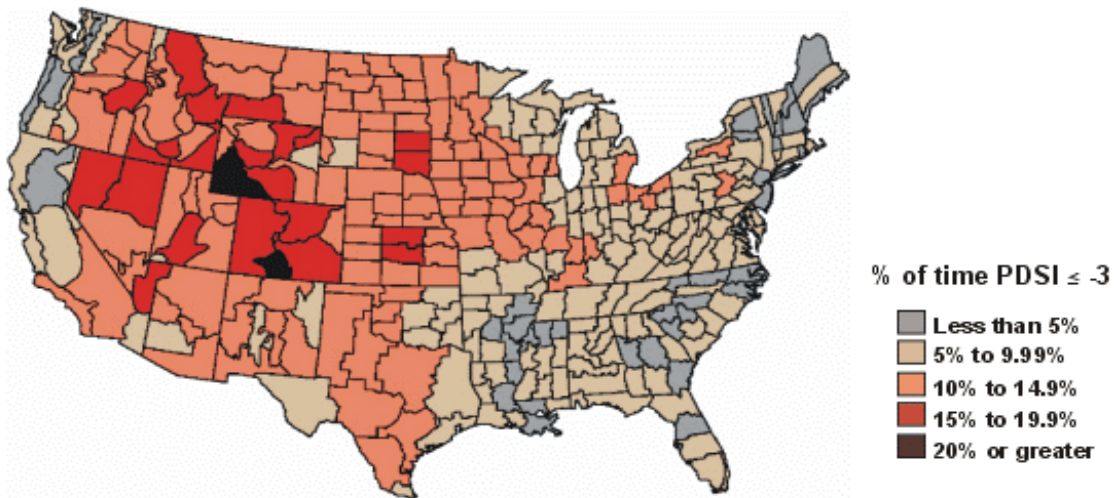 % of time PDSI ≤ -3
Less than 5%
5% to 9.99%
10% to 14.9%
15% to 19.9%
20% or greater